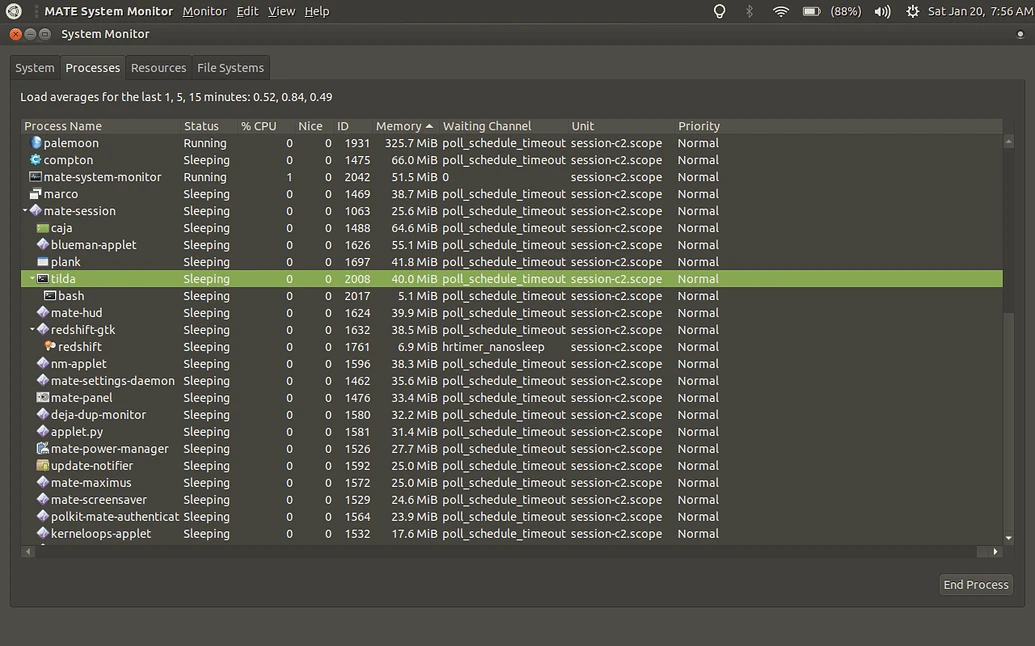 MATE System Monitor Monitor Edit View Help (88%) Sat Jan 20, 7:56 AM
System Monitor
System Processes Resources File Systems
Load averages for the last 1, 5, 15 minutes: 0.52, 0.84, 0.49
Process Name Status % CPU Nice ID Memory Waiting Channel Unit Priority
palemoon Running 0 0 1931 325.7 MiB poll_schedule_timeout session-c2.scope Normal
compton Sleeping 0 0 1475 66.0 MiB poll_schedule_timeout session-c2.scope Normal
mate-system-monitor Running 1 0 2042 51.5 MiB 0 session-c2.scope Normal
marco Sleeping 0 0 1469 38.7 MiB poll_schedule_timeout session-c2.scope Normal
mate-session Sleeping 0 0 1063 25.6 MiB poll_schedule_timeout session-c2.scope Normal
caja Sleeping 0 0 1488 64.6 MiB poll_schedule_timeout session-c2.scope Normal
blueman-applet Sleeping 0 0 1626 55.1 MiB poll_schedule_timeout session-c2.scope Normal
plank Sleeping 0 0 1697 41.8 MiB poll_schedule_timeout session-c2.scope Normal
tilda Sleeping 0 0 2008 40.0 MiB poll_schedule_timeout session-c2.scope Normal
bash Sleeping 0 0 2017 5.1 MiB poll_schedule_timeout session-c2.scope Normal
mate-hud Sleeping 0 0 1624 39.9 MiB poll_schedule_timeout session-c2.scope Normal
redshift-gtk Sleeping 0 0 1632 38.5 MiB poll_schedule_timeout session-c2.scope Normal
redshift Sleeping 0 0 1761 6.9 MiB hrtimer_nanosleep session-c2.scope Normal
nm-applet Sleeping 0 0 1596 38.3 MiB poll_schedule_timeout session-c2.scope Normal
mate-settings-daemon Sleeping 0 0 1462 35.6 MiB poll_schedule_timeout session-c2.scope Normal
mate-panel Sleeping 0 0 1476 33.4 MiB poll_schedule_timeout session-c2.scope Normal
deja-dup-monitor Sleeping 0 0 1580 32.2 MiB poll_schedule_timeout session-c2.scope Normal
applet.py Sleeping 0 0 1581 31.4 MiB poll_schedule_timeout session-c2.scope Normal
mate-power-manager Sleeping 0 0 1526 27.7 MiB poll_schedule_timeout session-c2.scope Normal
update-notifier Sleeping 0 0 1592 25.0 MiB poll_schedule_timeout session-c2.scope Normal
mate-maximus Sleeping 0 0 1572 25.0 MiB poll_schedule_timeout session-c2.scope Normal
mate-screensaver Sleeping 0 0 1529 24.6 MiB poll_schedule_timeout session-c2.scope Normal
polkit-mate-authenticat Sleeping 0 0 1564 23.9 MiB poll_schedule_timeout session-c2.scope Normal
kerneloops-applet Sleeping 0 0 1532 17.6 MiB poll_schedule_timeout session-c2.scope Normal
End Process